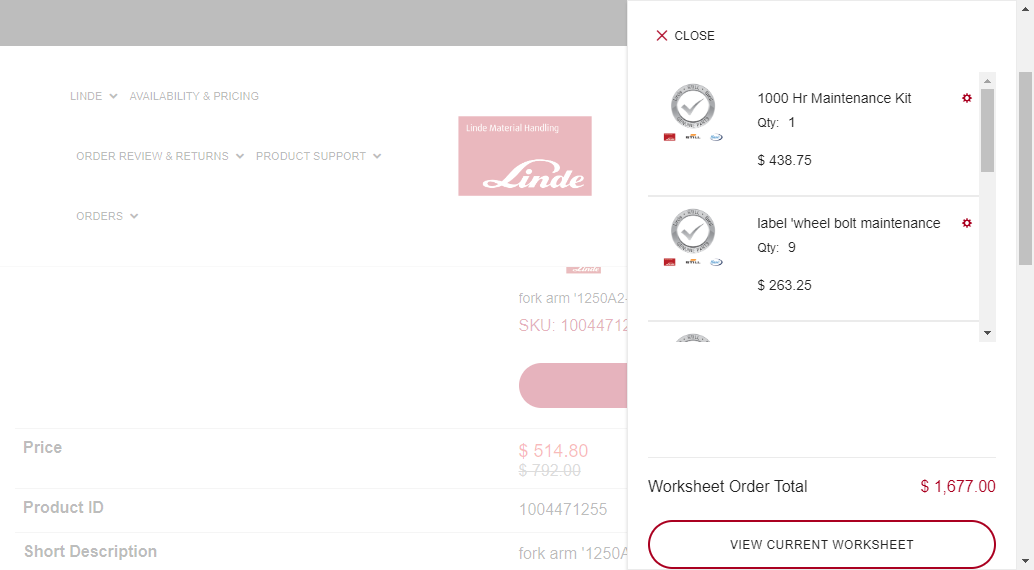 CLOSE
LINDE
AVAILABILITY & PRICING
ORDER REVIEW & RETURNS
PRODUCT SUPPORT
ORDERS
Linde Material Handling
Linde
Linde
fork arm '1250A2-
SKU: 10044712
Price
$ 514.80
$ 792.00
Product ID
1004471255
Short Description
fork arm '1250A
1000 Hr Maintenance Kit
Qty: 1
$ 438.75
label 'wheel bolt maintenance
Qty: 9
$ 263.25
Worksheet Order Total
$ 1,677.00
VIEW CURRENT WORKSHEET